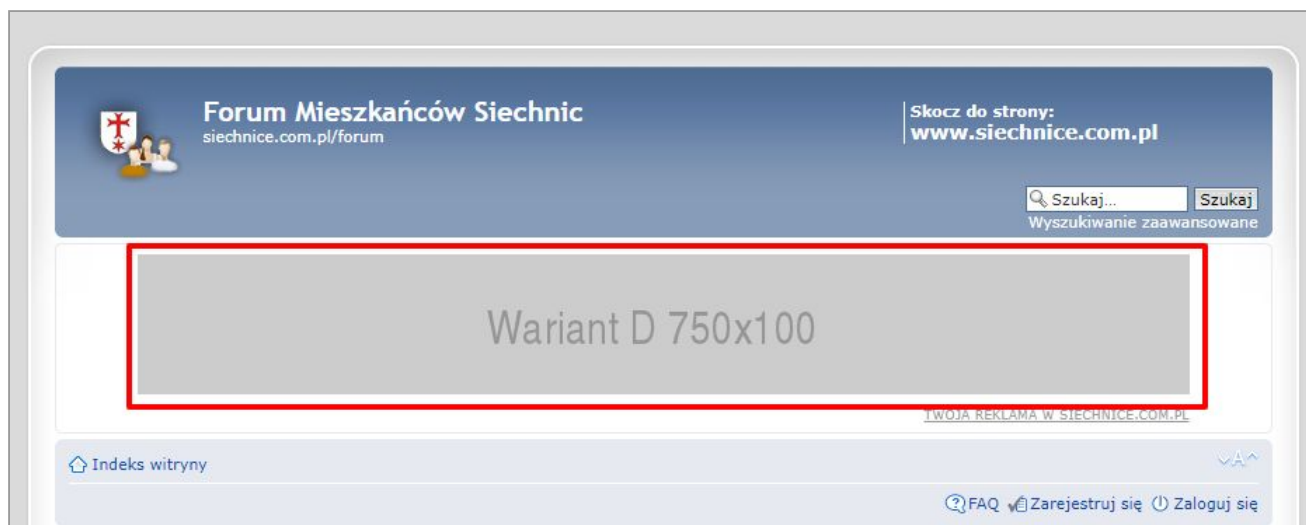 Forum Mieszkańców Siechnic
siechnice.com.pl/forum
Skocz do strony:
www.siechnice.com.pl
Szukaj... Szukaj
Wyszukiwanie zaawansowane
Wariant D 750x100
TWOJA REKLAMA W SIECHNICE.COM.PL
Indeks witryny
A
FAQ Zarejestruj się Zaloguj się